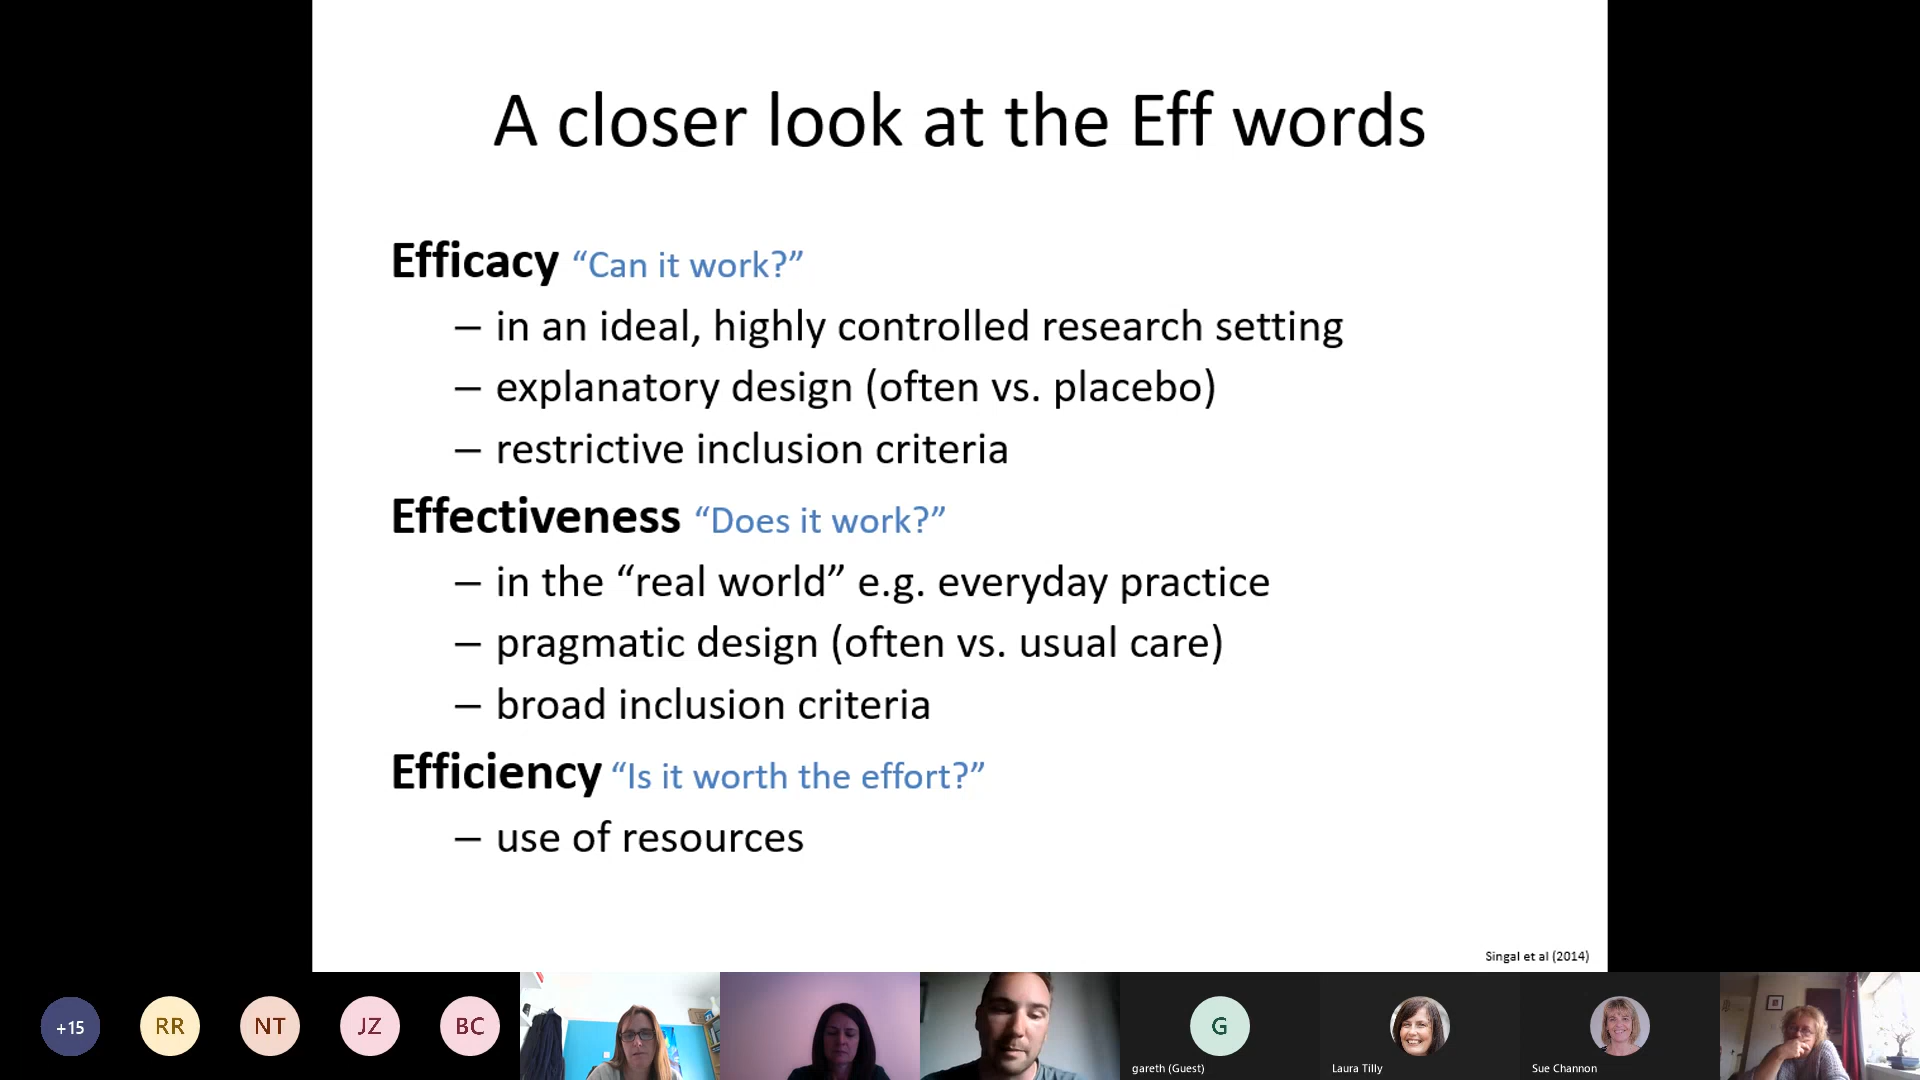 A closer look at the Eff words
Efficacy “Can it work?”
– in an ideal, highly controlled research setting
– explanatory design (often vs. placebo)
– restrictive inclusion criteria
Effectiveness “Does it work?”
– in the “real world” e.g. everyday practice
– pragmatic design (often vs. usual care)
– broad inclusion criteria
Efficiency “Is it worth the effort?”
– use of resources
Singal et al (2014)
+15
RR
NT
JZ
BC
G
gareth (Guest)
Laura Tilly
Sue Channon